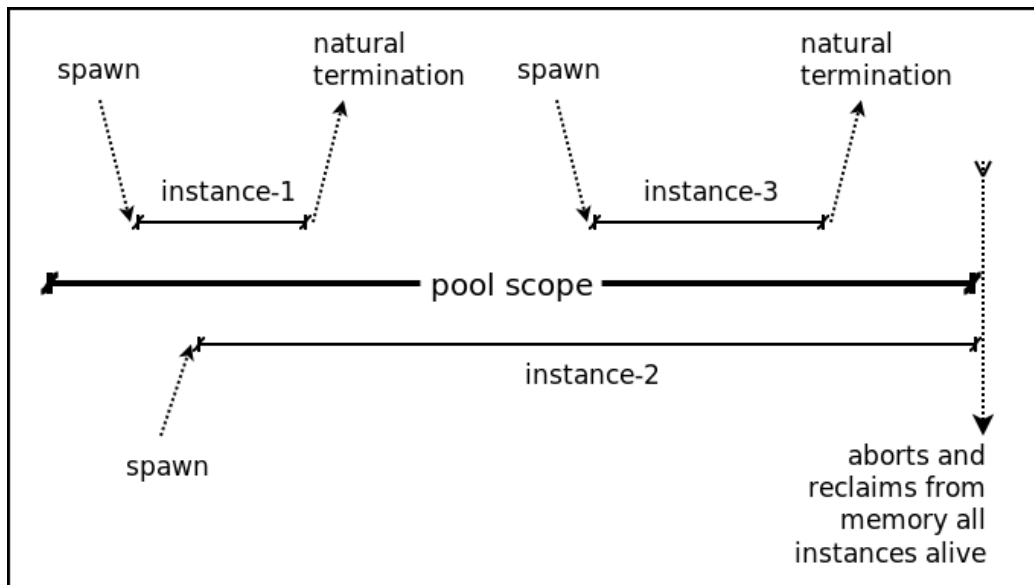 spawn
natural
termination
spawn
natural
termination
instance-1
instance-3
pool scope
instance-2
spawn
aborts and
reclaims from
memory all
instances alive